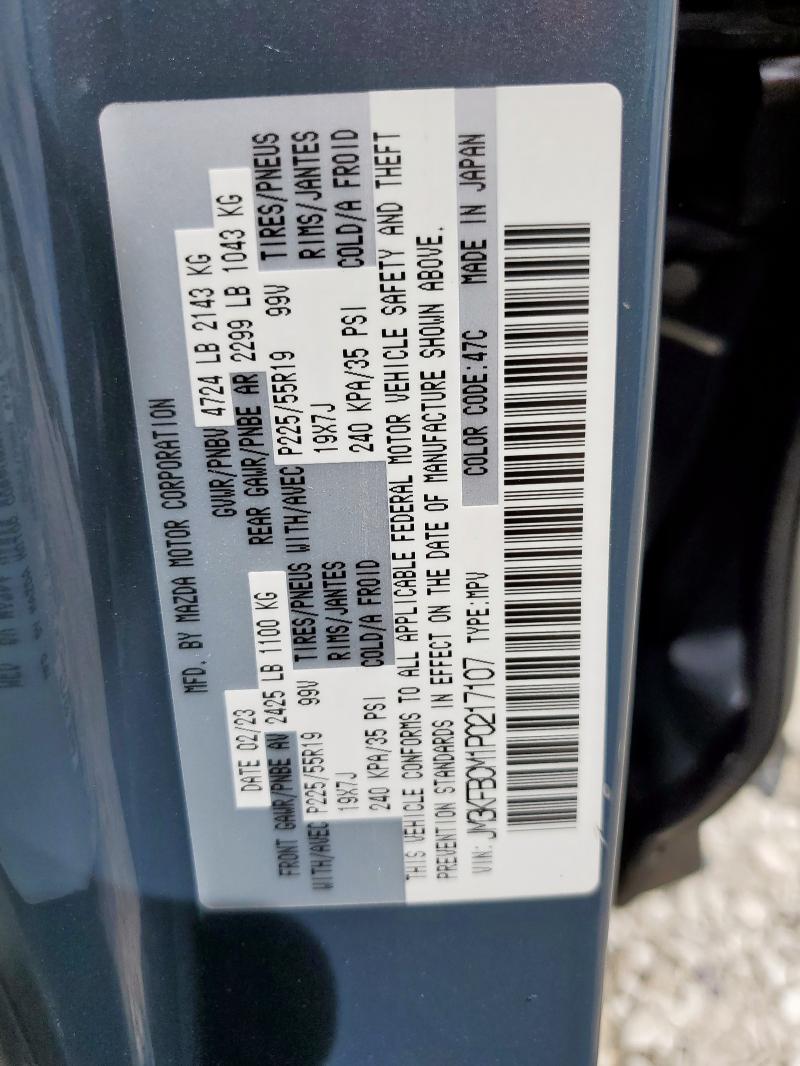 MFD. BY MAZDA MOTOR CORPORATION
DATE 02/23 GVWR/PNBV 4724 LB 2143 KG
FRONT GAWR/PNBE AV 2425 LB 1100 KG REAR GAWR/PNBE AR 2299 LB 1043 KG
WITH/AVEC P225/55R19 99V TIRES/PNEUS WITH/AVEC P225/55R19 99V TIRES/PNEUS
19X7J RIMS/JANTES 19X7J RIMS/JANTES
240 KPA/35 PSI COLD/A FROID 240 KPA/35 PSI COLD/A FROID
THIS VEHICLE CONFORMS TO ALL APPLICABLE FEDERAL MOTOR VEHICLE SAFETY AND THEFT
PREVENTION STANDARDS IN EFFECT ON THE DATE OF MANUFACTURE SHOWN ABOVE.
VIN: JM3KFBCM1P0217107 TYPE:MPV COLOR CODE:47C MADE IN JAPAN